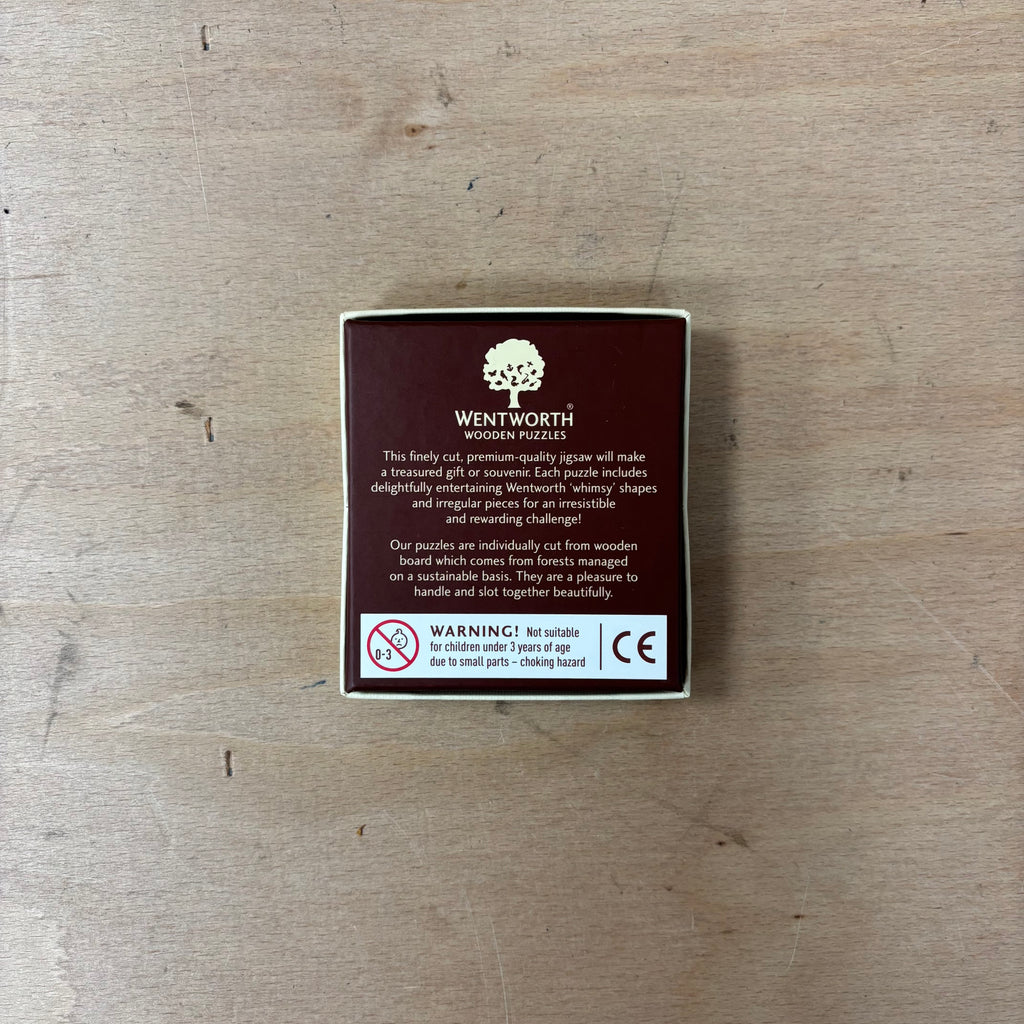 WENTWORTH®
WOODEN PUZZLES
This finely cut, premium-quality jigsaw will make
a treasured gift or souvenir. Each puzzle includes
delightfully entertaining Wentworth ‘whimsy’ shapes
and irregular pieces for an irresistible
and rewarding challenge!
Our puzzles are individually cut from wooden
board which comes from forests managed
on a sustainable basis. They are a pleasure to
handle and slot together beautifully.
0-3
WARNING! Not suitable
for children under 3 years of age
due to small parts – choking hazard
CE